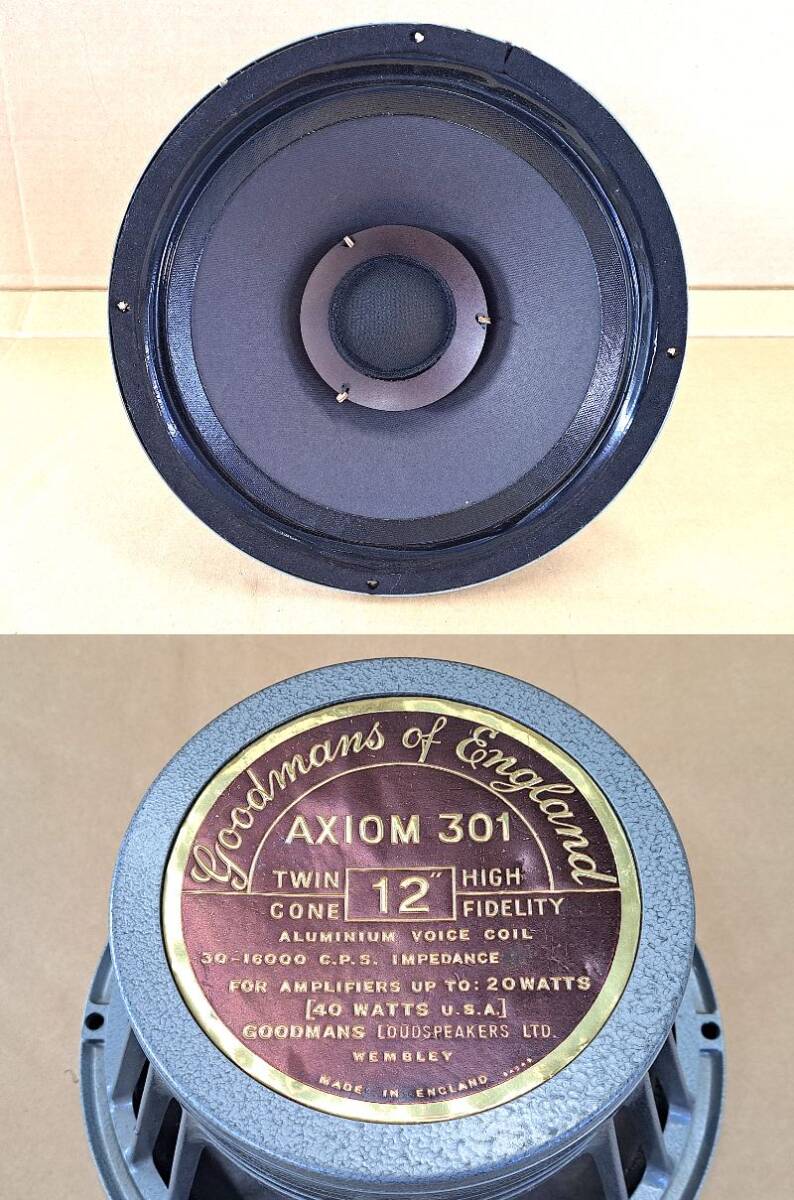 Goodmans of England
AXIOM 301
TWIN CONE
12"
HIGH FIDELITY
ALUMINIUM VOICE COIL
30-16000 C.P.S. IMPEDANCE
FOR AMPLIFIERS UP TO: 20 WATTS
[40 WATTS U.S.A.]
GOODMANS LOUDSPEAKERS LTD.
WEMBLEY
MADE IN ENGLAND